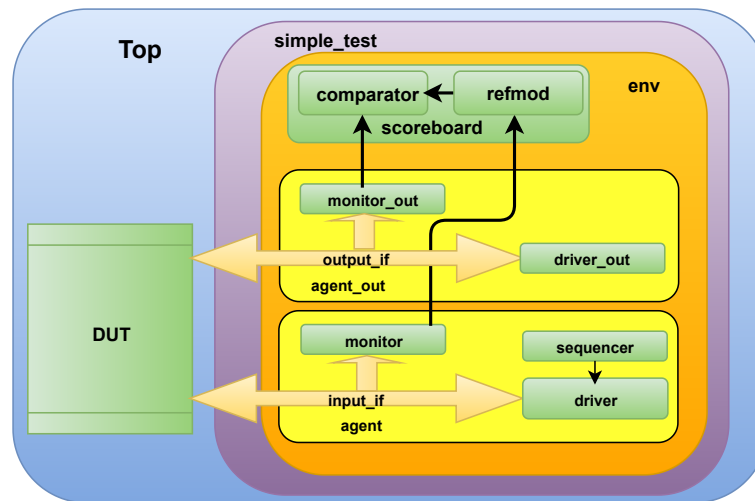 Top
simple_test
env
comparator
refmod
scoreboard
monitor_out
output_if
driver_out
agent_out
DUT
monitor
sequencer
input_if
driver
agent